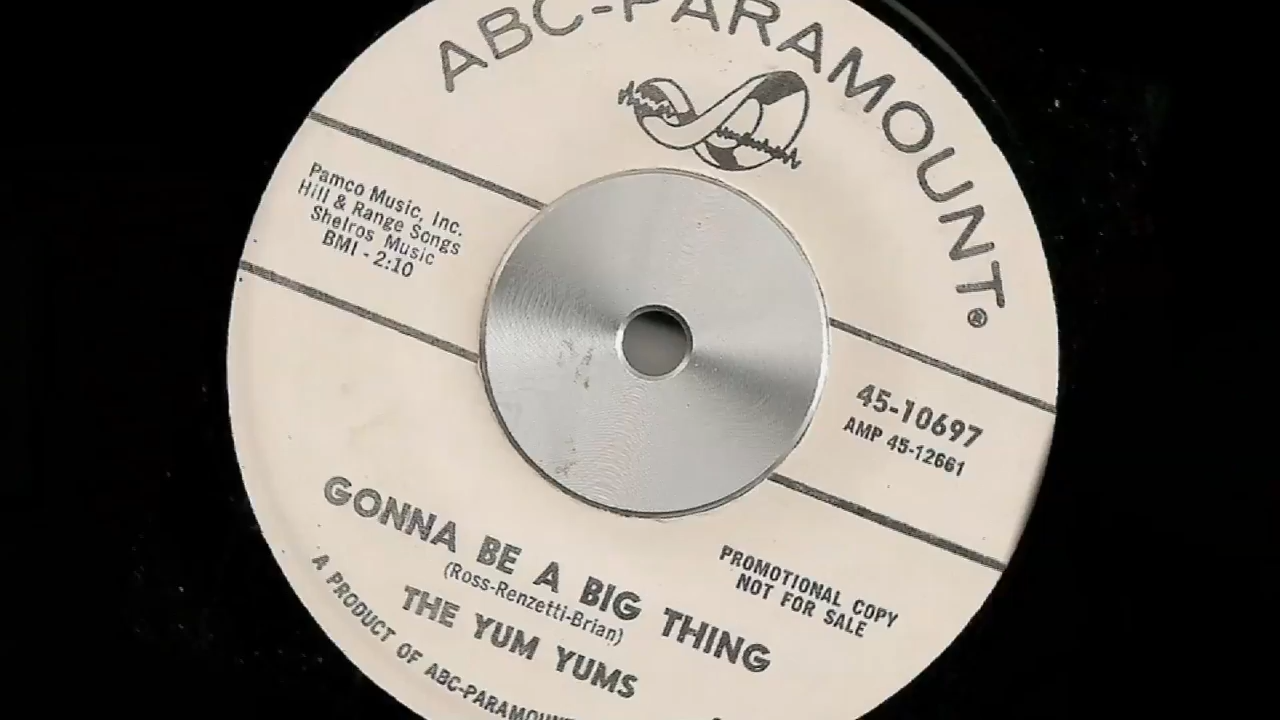 ABC-PARAMOUNT®
Pamco Music, Inc.
Hill & Range Songs
Shelros Music
BMI - 2:10
45-10697
AMP 45-12661
PROMOTIONAL COPY
NOT FOR SALE
GONNA BE A BIG THING
(Ross-Renzetti-Brian)
THE YUM YUMS
A PRODUCT OF ABC-PARAMOUNT